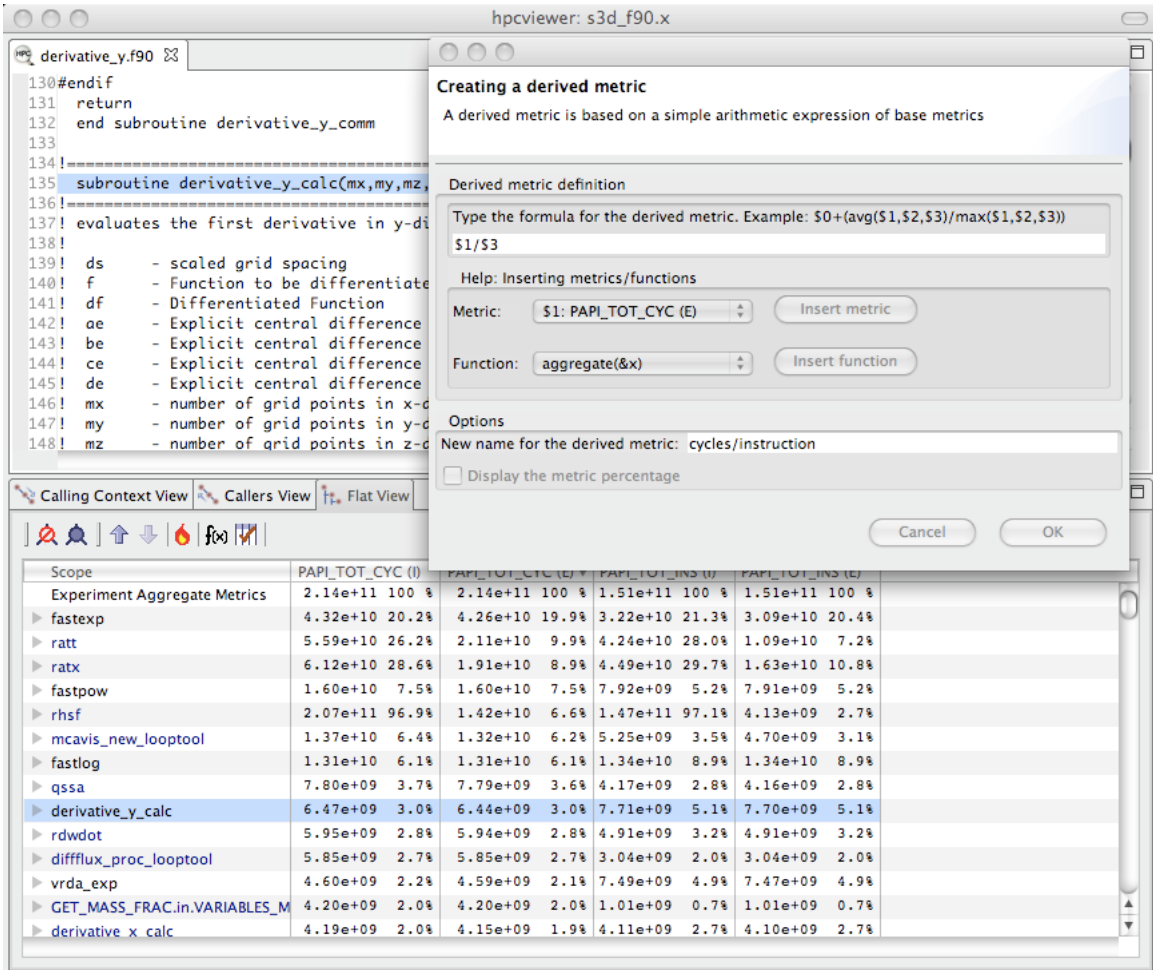 hpcviewer: s3d_f90.x
derivative_y.f90
130#endif
131 return
132 end subroutine derivative_y_comm
133
134!=========================================
135 subroutine derivative_y_calc(mx,my,mz,
136!=========================================
137! evaluates the first derivative in y-di
138!
139! ds - scaled grid spacing
140! f - Function to be differentiate
141! df - Differentiated Function
142! ae - Explicit central difference
143! be - Explicit central difference
144! ce - Explicit central difference
145! de - Explicit central difference
146! mx - number of grid points in x-d
147! my - number of grid points in y-d
148! mz - number of grid points in z-d
Creating a derived metric
A derived metric is based on a simple arithmetic expression of base metrics
Derived metric definition
Type the formula for the derived metric. Example: $0+(avg($1,$2,$3)/max($1,$2,$3))
$1/$3
Help: Inserting metrics/functions
Metric: $1: PAPI_TOT_CYC (E) Insert metric
Function: aggregate(&x) Insert function
Options
New name for the derived metric: cycles/instruction
Display the metric percentage
Cancel OK
Calling Context View Callers View Flat View
f(x)
Scope PAPI_TOT_CYC (I) PAPI_TOT_CYC (E) PAPI_TOT_INS (I) PAPI_TOT_INS (E)
Experiment Aggregate Metrics 2.14e+11 100 % 2.14e+11 100 % 1.51e+11 100 % 1.51e+11 100 %
fastexp 4.32e+10 20.2% 4.26e+10 19.9% 3.22e+10 21.3% 3.09e+10 20.4%
ratt 5.59e+10 26.2% 2.11e+10 9.9% 4.24e+10 28.0% 1.09e+10 7.2%
ratx 6.12e+10 28.6% 1.91e+10 8.9% 4.49e+10 29.7% 1.63e+10 10.8%
fastpow 1.60e+10 7.5% 1.60e+10 7.5% 7.92e+09 5.2% 7.91e+09 5.2%
rhsf 2.07e+11 96.9% 1.42e+10 6.6% 1.47e+11 97.1% 4.13e+09 2.7%
mcavis_new_looptool 1.37e+10 6.4% 1.32e+10 6.2% 5.25e+09 3.5% 4.70e+09 3.1%
fastlog 1.31e+10 6.1% 1.31e+10 6.1% 1.34e+10 8.9% 1.34e+10 8.9%
qssa 7.80e+09 3.7% 7.79e+09 3.6% 4.17e+09 2.8% 4.16e+09 2.8%
derivative_y_calc 6.47e+09 3.0% 6.44e+09 3.0% 7.71e+09 5.1% 7.70e+09 5.1%
rdwdot 5.95e+09 2.8% 5.94e+09 2.8% 4.91e+09 3.2% 4.91e+09 3.2%
diffflux_proc_looptool 5.85e+09 2.7% 5.85e+09 2.7% 3.04e+09 2.0% 3.04e+09 2.0%
vrda_exp 4.60e+09 2.2% 4.59e+09 2.1% 7.49e+09 4.9% 7.47e+09 4.9%
GET_MASS_FRAC.in.VARIABLES_M 4.20e+09 2.0% 4.20e+09 2.0% 1.01e+09 0.7% 1.01e+09 0.7%
derivative_x_calc 4.19e+09 2.0% 4.15e+09 1.9% 4.11e+09 2.7% 4.10e+09 2.7%